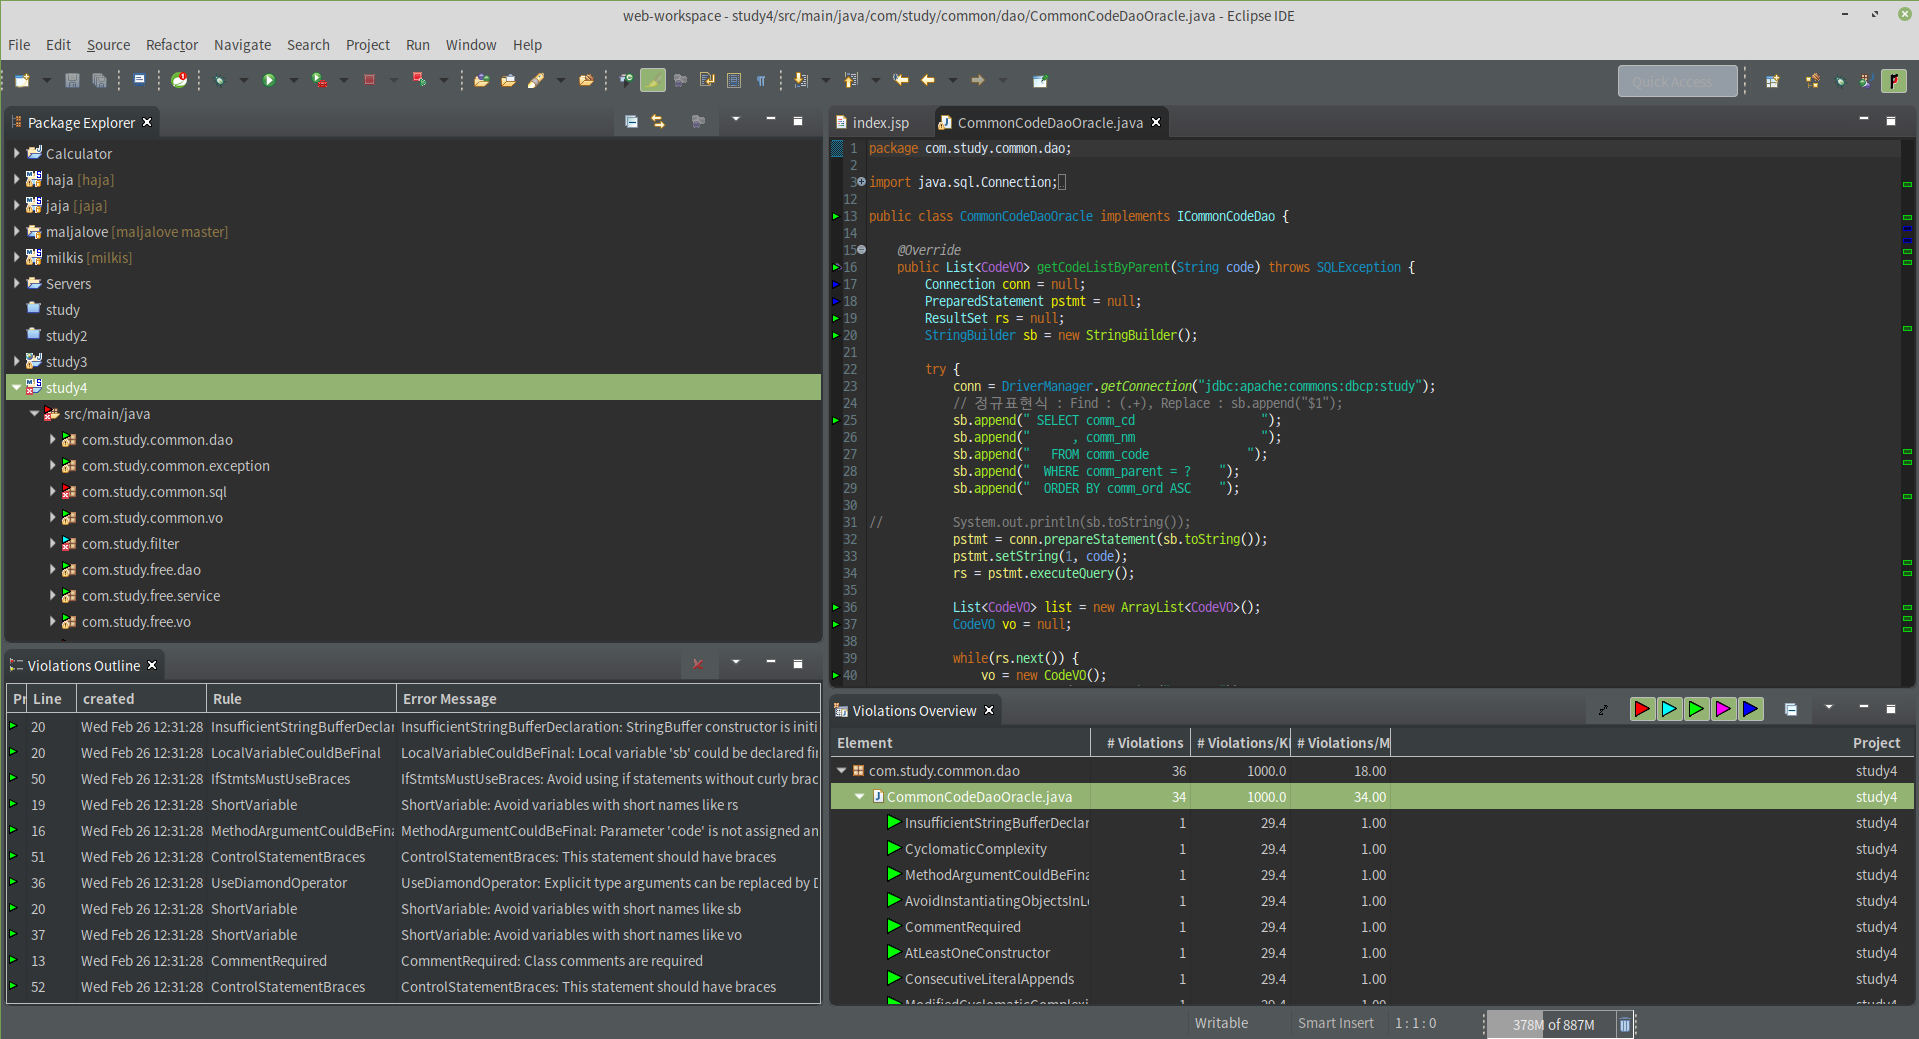 web-workspace - study4/src/main/java/com/study/common/dao/CommonCodeDaoOracle.java - Eclipse IDE
File Edit Source Refactor Navigate Search Project Run Window Help
Quick Access
Package Explorer
Calculator
haja [haja]
jaja [jaja]
maljalove [maljalove master]
milkis [milkis]
Servers
study
study2
study3
study4
src/main/java
com.study.common.dao
com.study.common.exception
com.study.common.sql
com.study.common.vo
com.study.filter
com.study.free.dao
com.study.free.service
com.study.free.vo
index.jsp CommonCodeDaoOracle.java
1 package com.study.common.dao;
2
3 import java.sql.Connection;
12
13 public class CommonCodeDaoOracle implements ICommonCodeDao {
14
15 @Override
16 public List<CodeVO> getCodeListByParent(String code) throws SQLException {
17 Connection conn = null;
18 PreparedStatement pstmt = null;
19 ResultSet rs = null;
20 StringBuilder sb = new StringBuilder();
21
22 try {
23 conn = DriverManager.getConnection("jdbc:apache:commons:dbcp:study");
24 // 정규표현식 : Find : (.+), Replace : sb.append("$1");
25 sb.append(" SELECT comm_cd                  ");
26 sb.append("      , comm_nm                  ");
27 sb.append("   FROM comm_code              ");
28 sb.append("  WHERE comm_parent = ?    ");
29 sb.append("  ORDER BY comm_ord ASC    ");
30
31 // System.out.println(sb.toString());
32 pstmt = conn.prepareStatement(sb.toString());
33 pstmt.setString(1, code);
34 rs = pstmt.executeQuery();
35
36 List<CodeVO> list = new ArrayList<CodeVO>();
37 CodeVO vo = null;
38
39 while(rs.next()) {
40 vo = new CodeVO();
Violations Outline
Pr Line created Rule Error Message
20 Wed Feb 26 12:31:28 InsufficientStringBufferDeclar InsufficientStringBufferDeclaration: StringBuffer constructor is initi
20 Wed Feb 26 12:31:28 LocalVariableCouldBeFinal LocalVariableCouldBeFinal: Local variable 'sb' could be declared fi
50 Wed Feb 26 12:31:28 IfStmtsMustUseBraces IfStmtsMustUseBraces: Avoid using if statements without curly brac
19 Wed Feb 26 12:31:28 ShortVariable ShortVariable: Avoid variables with short names like rs
16 Wed Feb 26 12:31:28 MethodArgumentCouldBeFina MethodArgumentCouldBeFinal: Parameter 'code' is not assigned an
51 Wed Feb 26 12:31:28 ControlStatementBraces ControlStatementBraces: This statement should have braces
36 Wed Feb 26 12:31:28 UseDiamondOperator UseDiamondOperator: Explicit type arguments can be replaced by D
20 Wed Feb 26 12:31:28 ShortVariable ShortVariable: Avoid variables with short names like sb
37 Wed Feb 26 12:31:28 ShortVariable ShortVariable: Avoid variables with short names like vo
13 Wed Feb 26 12:31:28 CommentRequired CommentRequired: Class comments are required
52 Wed Feb 26 12:31:28 ControlStatementBraces ControlStatementBraces: This statement should have braces
Violations Overview
Element # Violations # Violations/K # Violations/M Project
com.study.common.dao 36 1000.0 18.00 study4
CommonCodeDaoOracle.java 34 1000.0 34.00 study4
InsufficientStringBufferDeclar 1 29.4 1.00 study4
CyclomaticComplexity 1 29.4 1.00 study4
MethodArgumentCouldBeFina 1 29.4 1.00 study4
AvoidInstantiatingObjectsInL 1 29.4 1.00 study4
CommentRequired 1 29.4 1.00 study4
AtLeastOneConstructor 1 29.4 1.00 study4
ConsecutiveLiteralAppends 1 29.4 1.00 study4
ModifiedCyclomaticComplexi 1 29.4 1.00 study4
Writable Smart Insert 1 : 1 : 0 378M of 887M